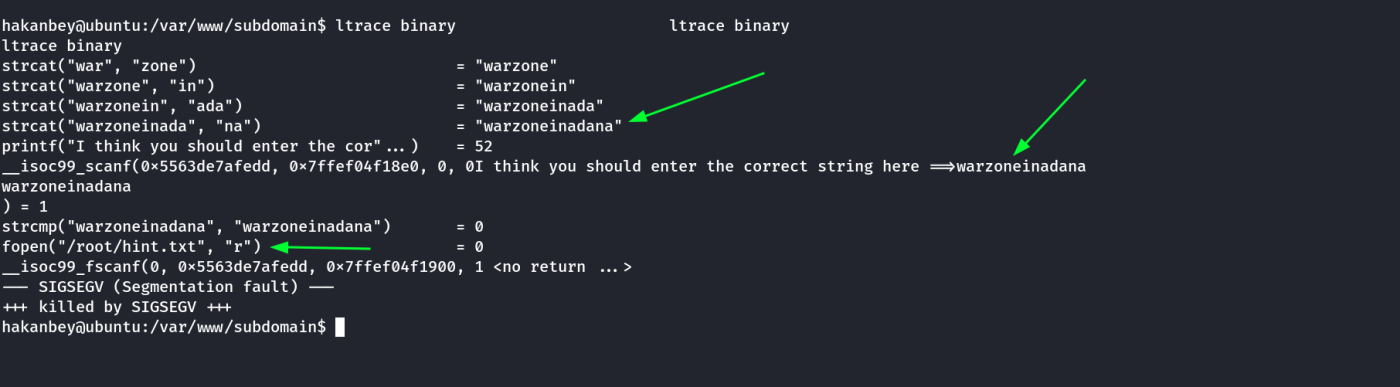 hakanbey@ubuntu:/var/www/subdomain$ ltrace binary ltrace binary
ltrace binary
strcat("war", "zone") = "warzone"
strcat("warzone", "in") = "warzonein"
strcat("warzonein", "ada") = "warzoneinada"
strcat("warzoneinada", "na") = "warzoneinadana"
printf("I think you should enter the cor"...) = 52
__isoc99_scanf(0×5563de7afedd, 0×7ffef04f18e0, 0, 0I think you should enter the correct string here ⟹warzoneinadana
warzoneinadana
) = 1
strcmp("warzoneinadana", "warzoneinadana") = 0
fopen("/root/hint.txt", "r") = 0
__isoc99_fscanf(0, 0×5563de7afedd, 0×7ffef04f1900, 1 <no return ...>
--- SIGSEGV (Segmentation fault) ---
+++ killed by SIGSEGV +++
hakanbey@ubuntu:/var/www/subdomain$